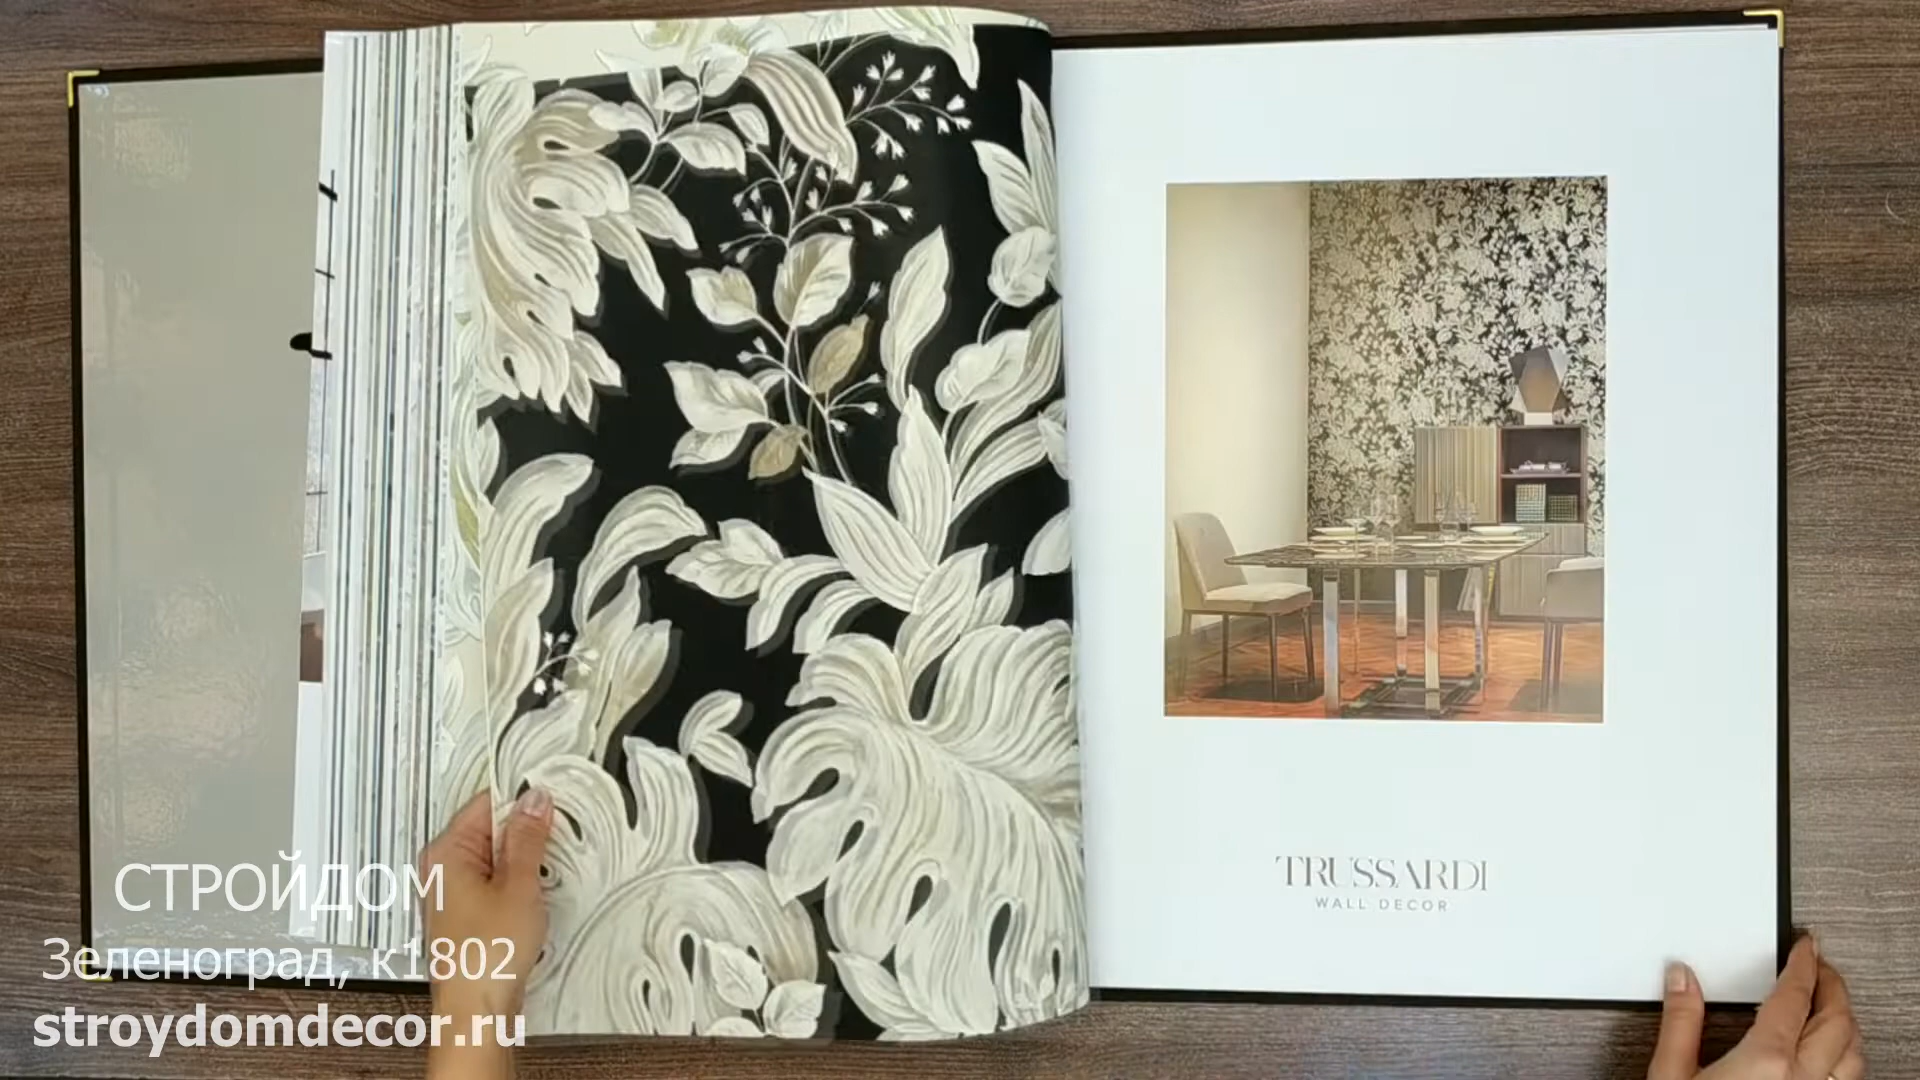 TRUSSARDI
WALL DECOR
СТРОЙДОМ
Зеленоград, к1802
stroydomdecor.ru